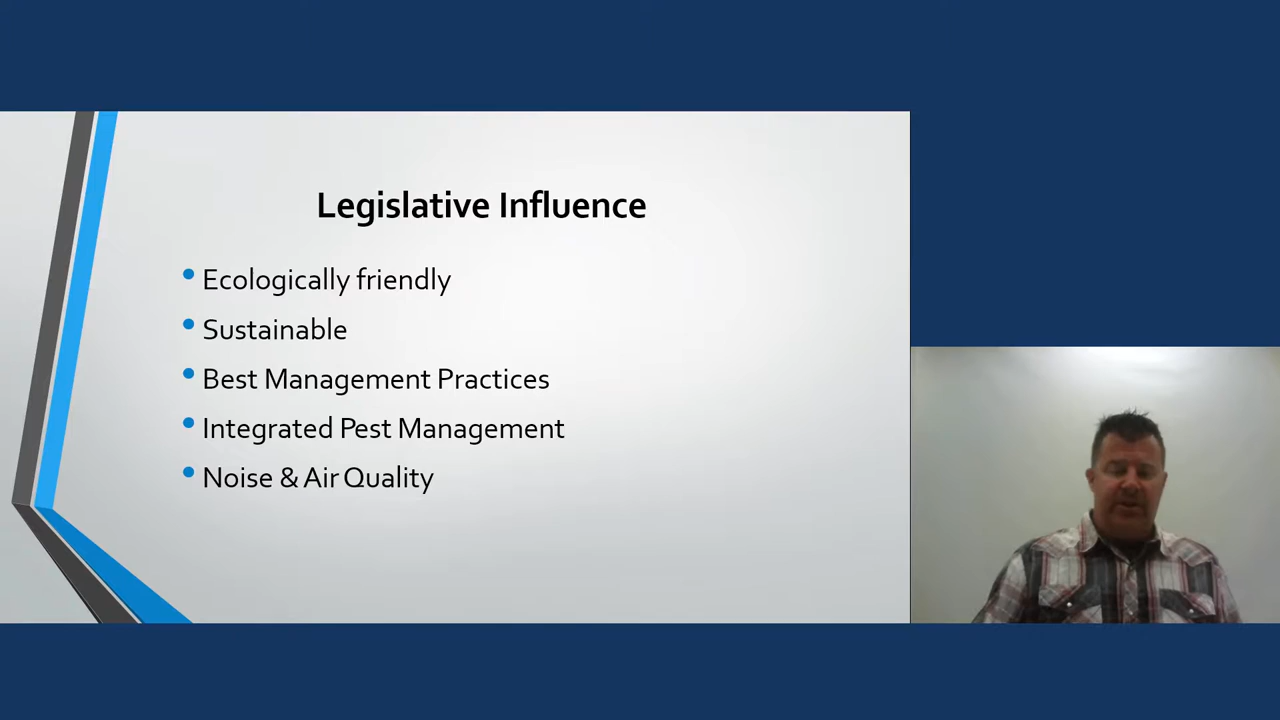 Legislative Influence
• Ecologically friendly
• Sustainable
• Best Management Practices
• Integrated Pest Management
• Noise & Air Quality